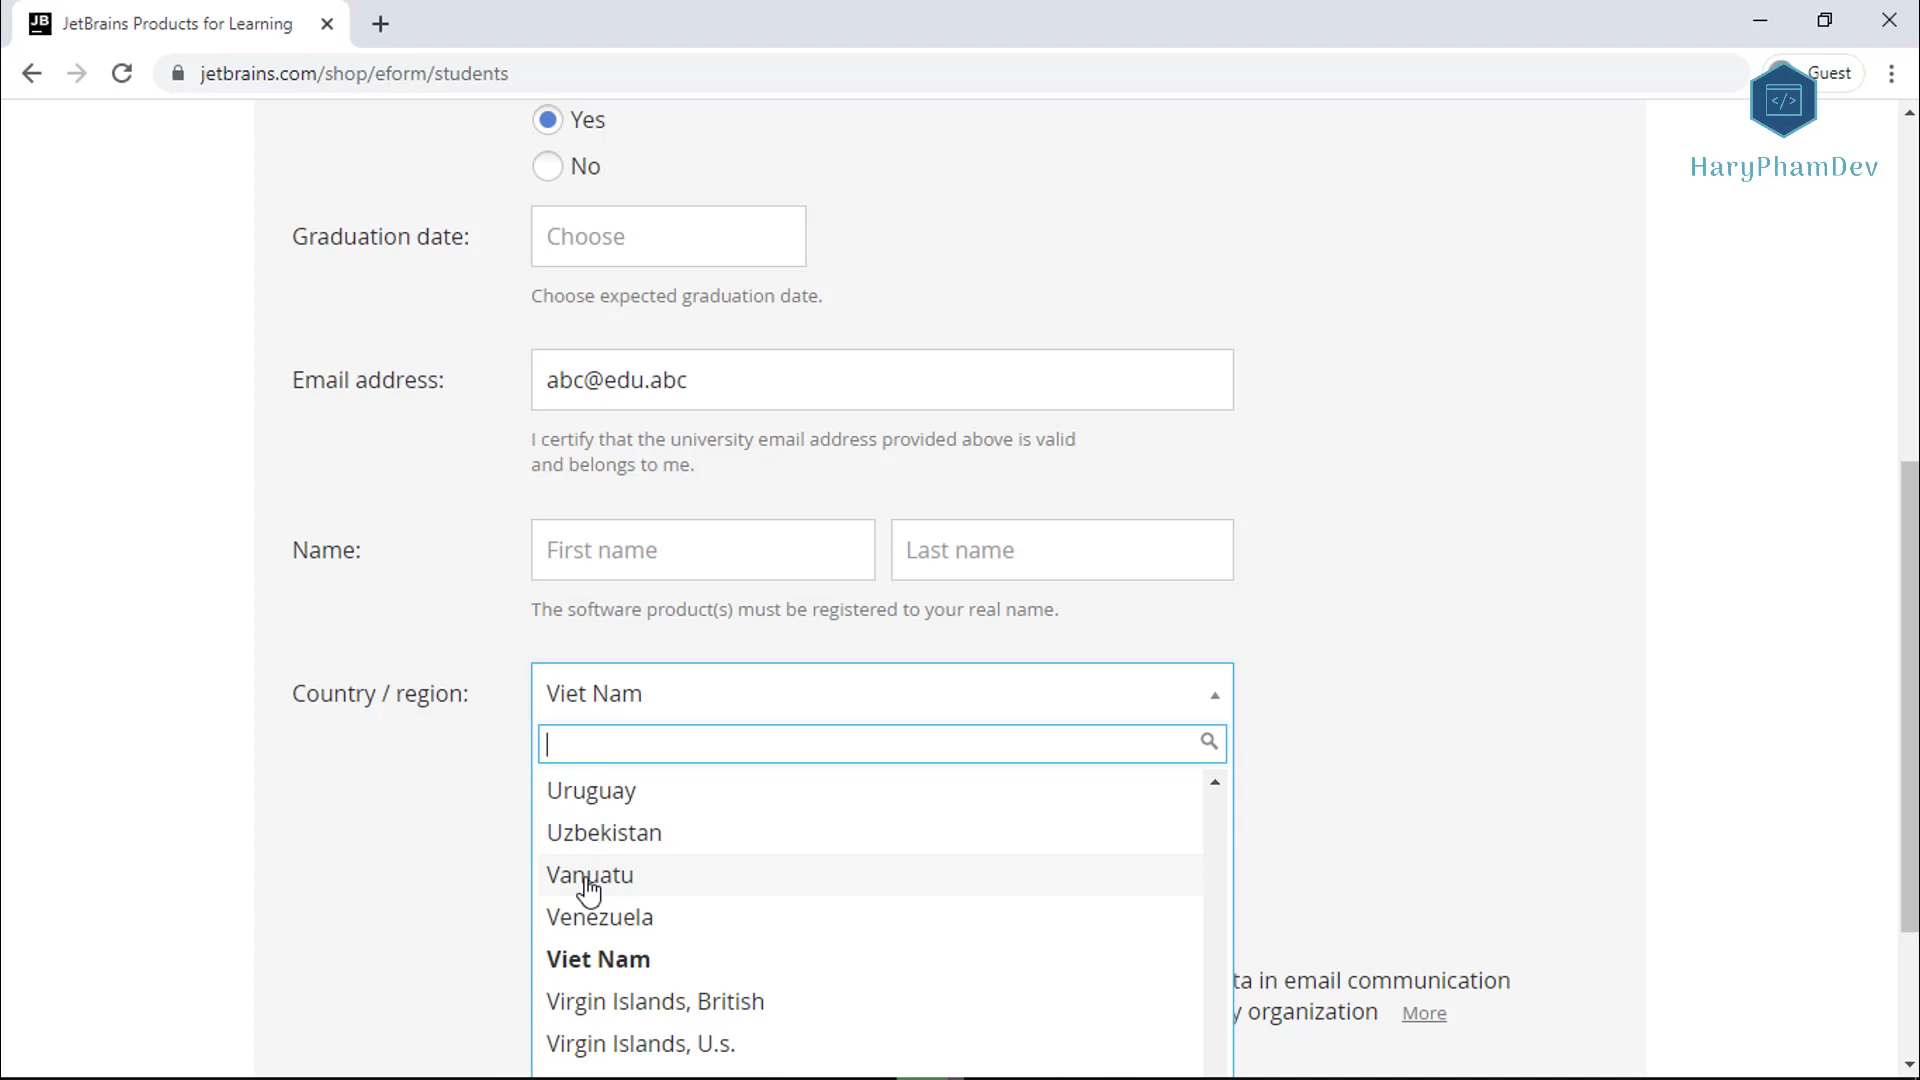 JB JetBrains Products for Learning
jetbrains.com/shop/eform/students
Guest
</>
HaryPhamDev
Yes
No
Graduation date:
Choose
Choose expected graduation date.
Email address:
abc@edu.abc
I certify that the university email address provided above is valid
and belongs to me.
Name:
First name
Last name
The software product(s) must be registered to your real name.
Country / region:
Viet Nam
Uruguay
Uzbekistan
Vanuatu
Venezuela
Viet Nam
Virgin Islands, British
Virgin Islands, U.s.
ta in email communication
y organization More